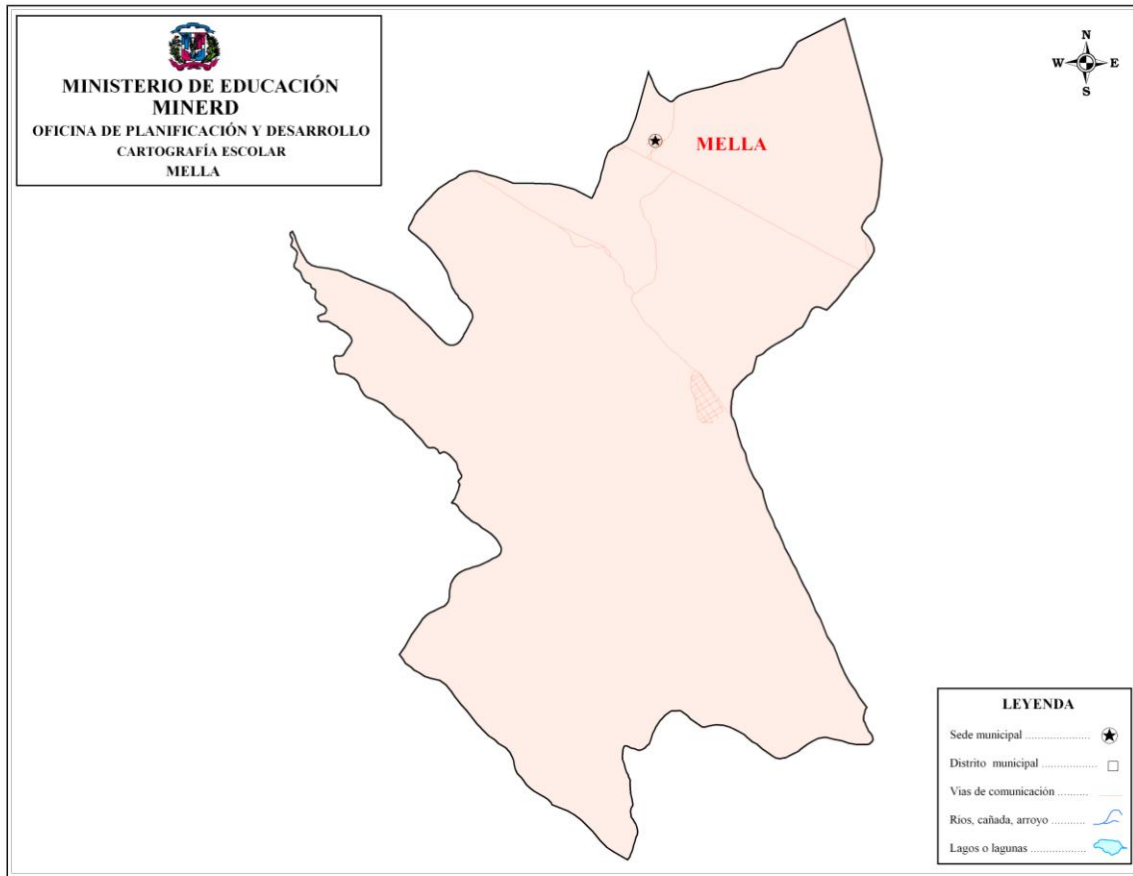 MINISTERIO DE EDUCACIÓN
MINERD
OFICINA DE PLANIFICACIÓN Y DESARROLLO
CARTOGRAFÍA ESCOLAR
MELLA
N
W E
S
MELLA
LEYENDA
Sede municipal .....................
Distrito municipal ..................
Vias de comunicación ..........
Rios, cañada, arroyo ...........
Lagos o lagunas ..................